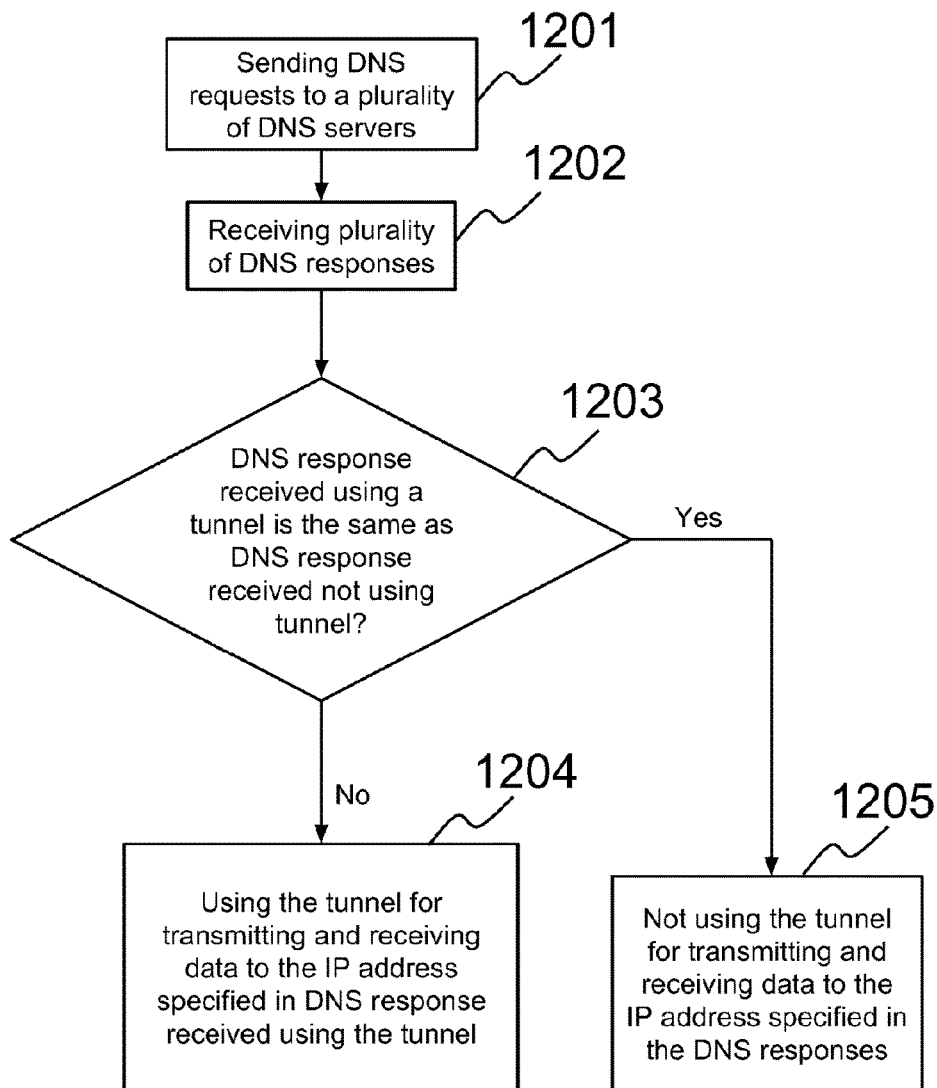 1201
Sending DNS
requests to a plurality
of DNS servers
1202
Receiving plurality
of DNS responses
1203
DNS response
received using a
tunnel is the same as
DNS response
received not using
tunnel?
Yes
No
1204
Using the tunnel for
transmitting and receiving
data to the IP address
specified in DNS response
received using the tunnel
1205
Not using the tunnel
for transmitting and
receiving data to the
IP address specified in
the DNS responses